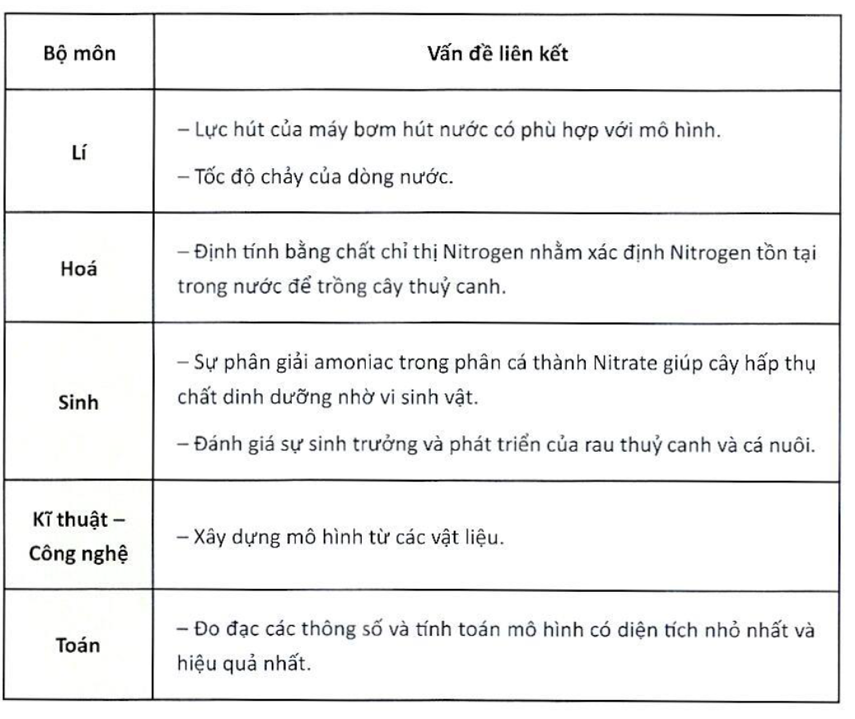 Bộ môn
Vấn đề liên kết
Lí
– Lực hút của máy bơm hút nước có phù hợp với mô hình.
– Tốc độ chảy của dòng nước.
Hoá
– Định tính bằng chất chỉ thị Nitrogen nhằm xác định Nitrogen tồn tại
trong nước để trồng cây thuỷ canh.
Sinh
– Sự phân giải amoniac trong phân cá thành Nitrate giúp cây hấp thụ
chất dinh dưỡng nhờ vi sinh vật.
– Đánh giá sự sinh trưởng và phát triển của rau thuỷ canh và cá nuôi.
Kĩ thuật –
Công nghệ
– Xây dựng mô hình từ các vật liệu.
Toán
– Đo đạc các thông số và tính toán mô hình có diện tích nhỏ nhất và
hiệu quả nhất.